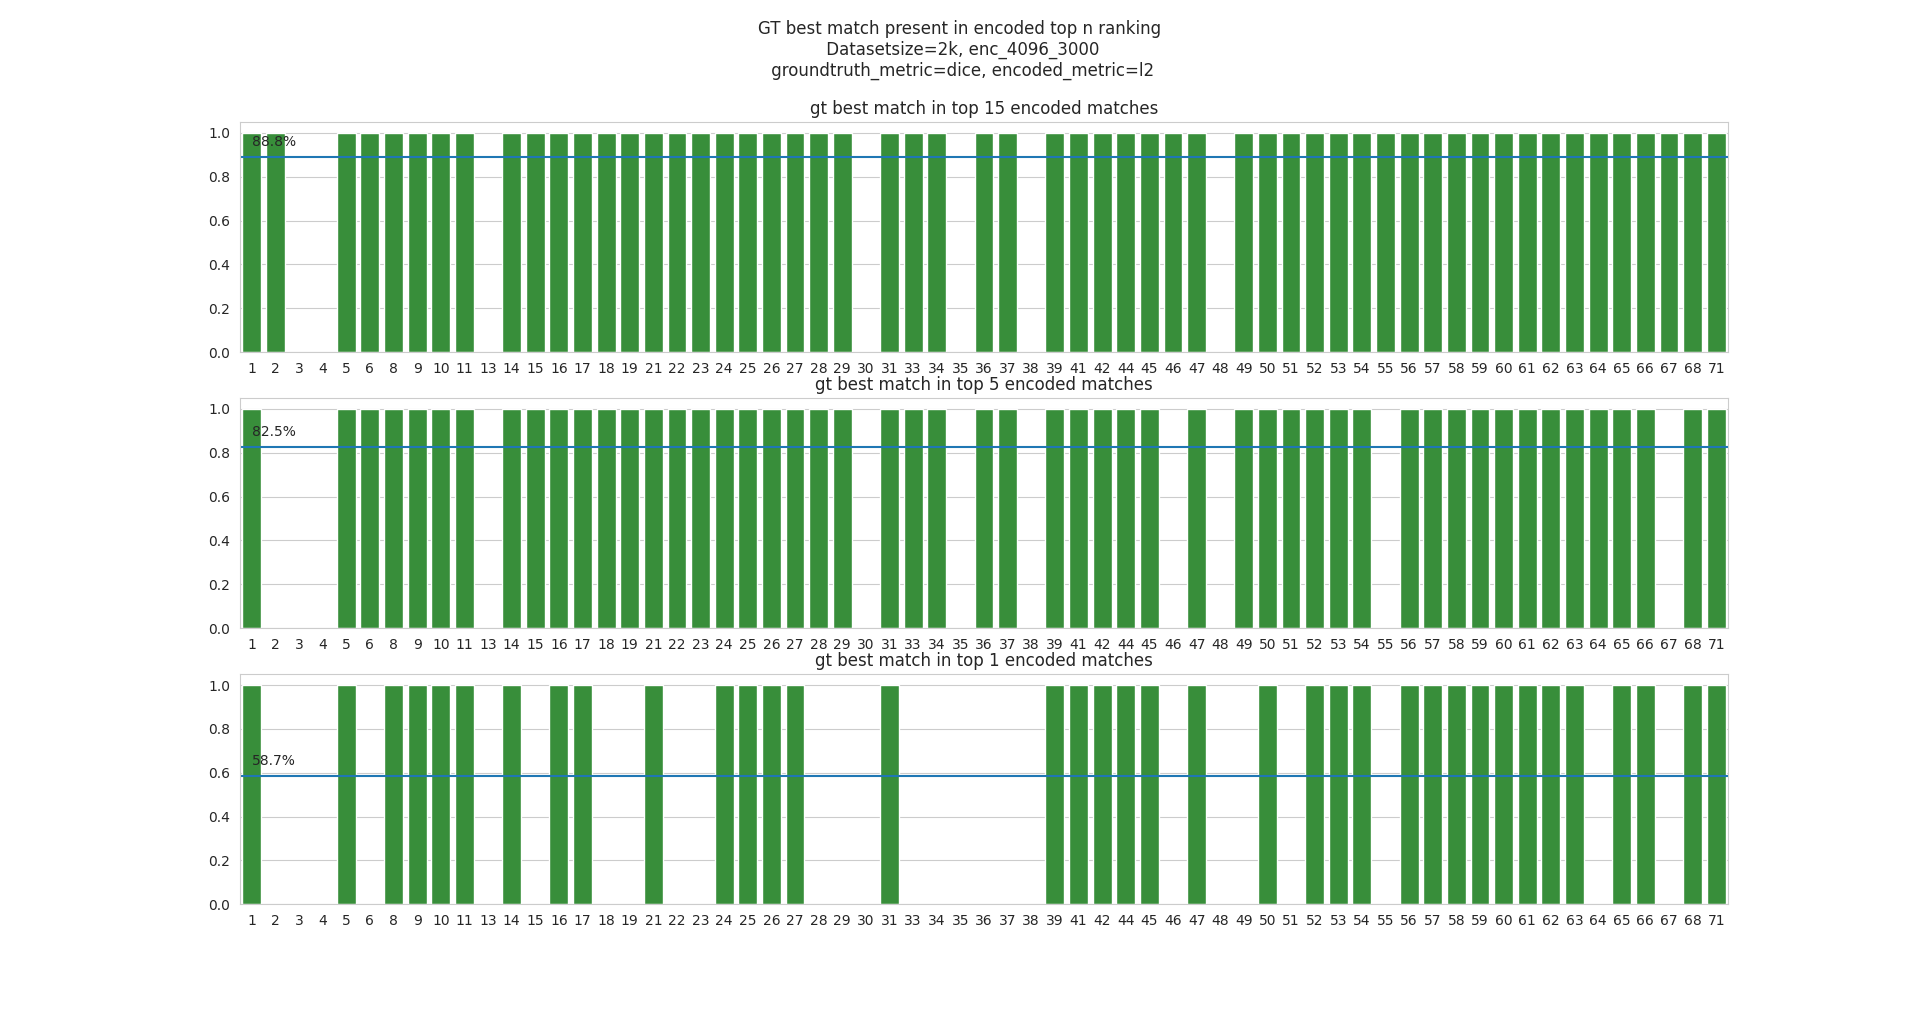 GT best match present in encoded top n ranking
Datasetsize=2k, enc_4096_3000
groundtruth_metric=dice, encoded_metric=l2
gt best match in top 15 encoded matches
1.0
88.8%
0.8
0.6
0.4
0.2
0.0
1 2 3 4 5 6 8 9 10 11 13 14 15 16 17 18 19 21 22 23 24 25 26 27 28 29 30 31 33 34 35 36 37 38 39 41 42 44 45 46 47 48 49 50 51 52 53 54 55 56 57 58 59 60 61 62 63 64 65 66 67 68 71
gt best match in top 5 encoded matches
1.0
82.5%
0.8
0.6
0.4
0.2
0.0
1 2 3 4 5 6 8 9 10 11 13 14 15 16 17 18 19 21 22 23 24 25 26 27 28 29 30 31 33 34 35 36 37 38 39 41 42 44 45 46 47 48 49 50 51 52 53 54 55 56 57 58 59 60 61 62 63 64 65 66 67 68 71
gt best match in top 1 encoded matches
1.0
0.8
58.7%
0.6
0.4
0.2
0.0
1 2 3 4 5 6 8 9 10 11 13 14 15 16 17 18 19 21 22 23 24 25 26 27 28 29 30 31 33 34 35 36 37 38 39 41 42 44 45 46 47 48 49 50 51 52 53 54 55 56 57 58 59 60 61 62 63 64 65 66 67 68 71